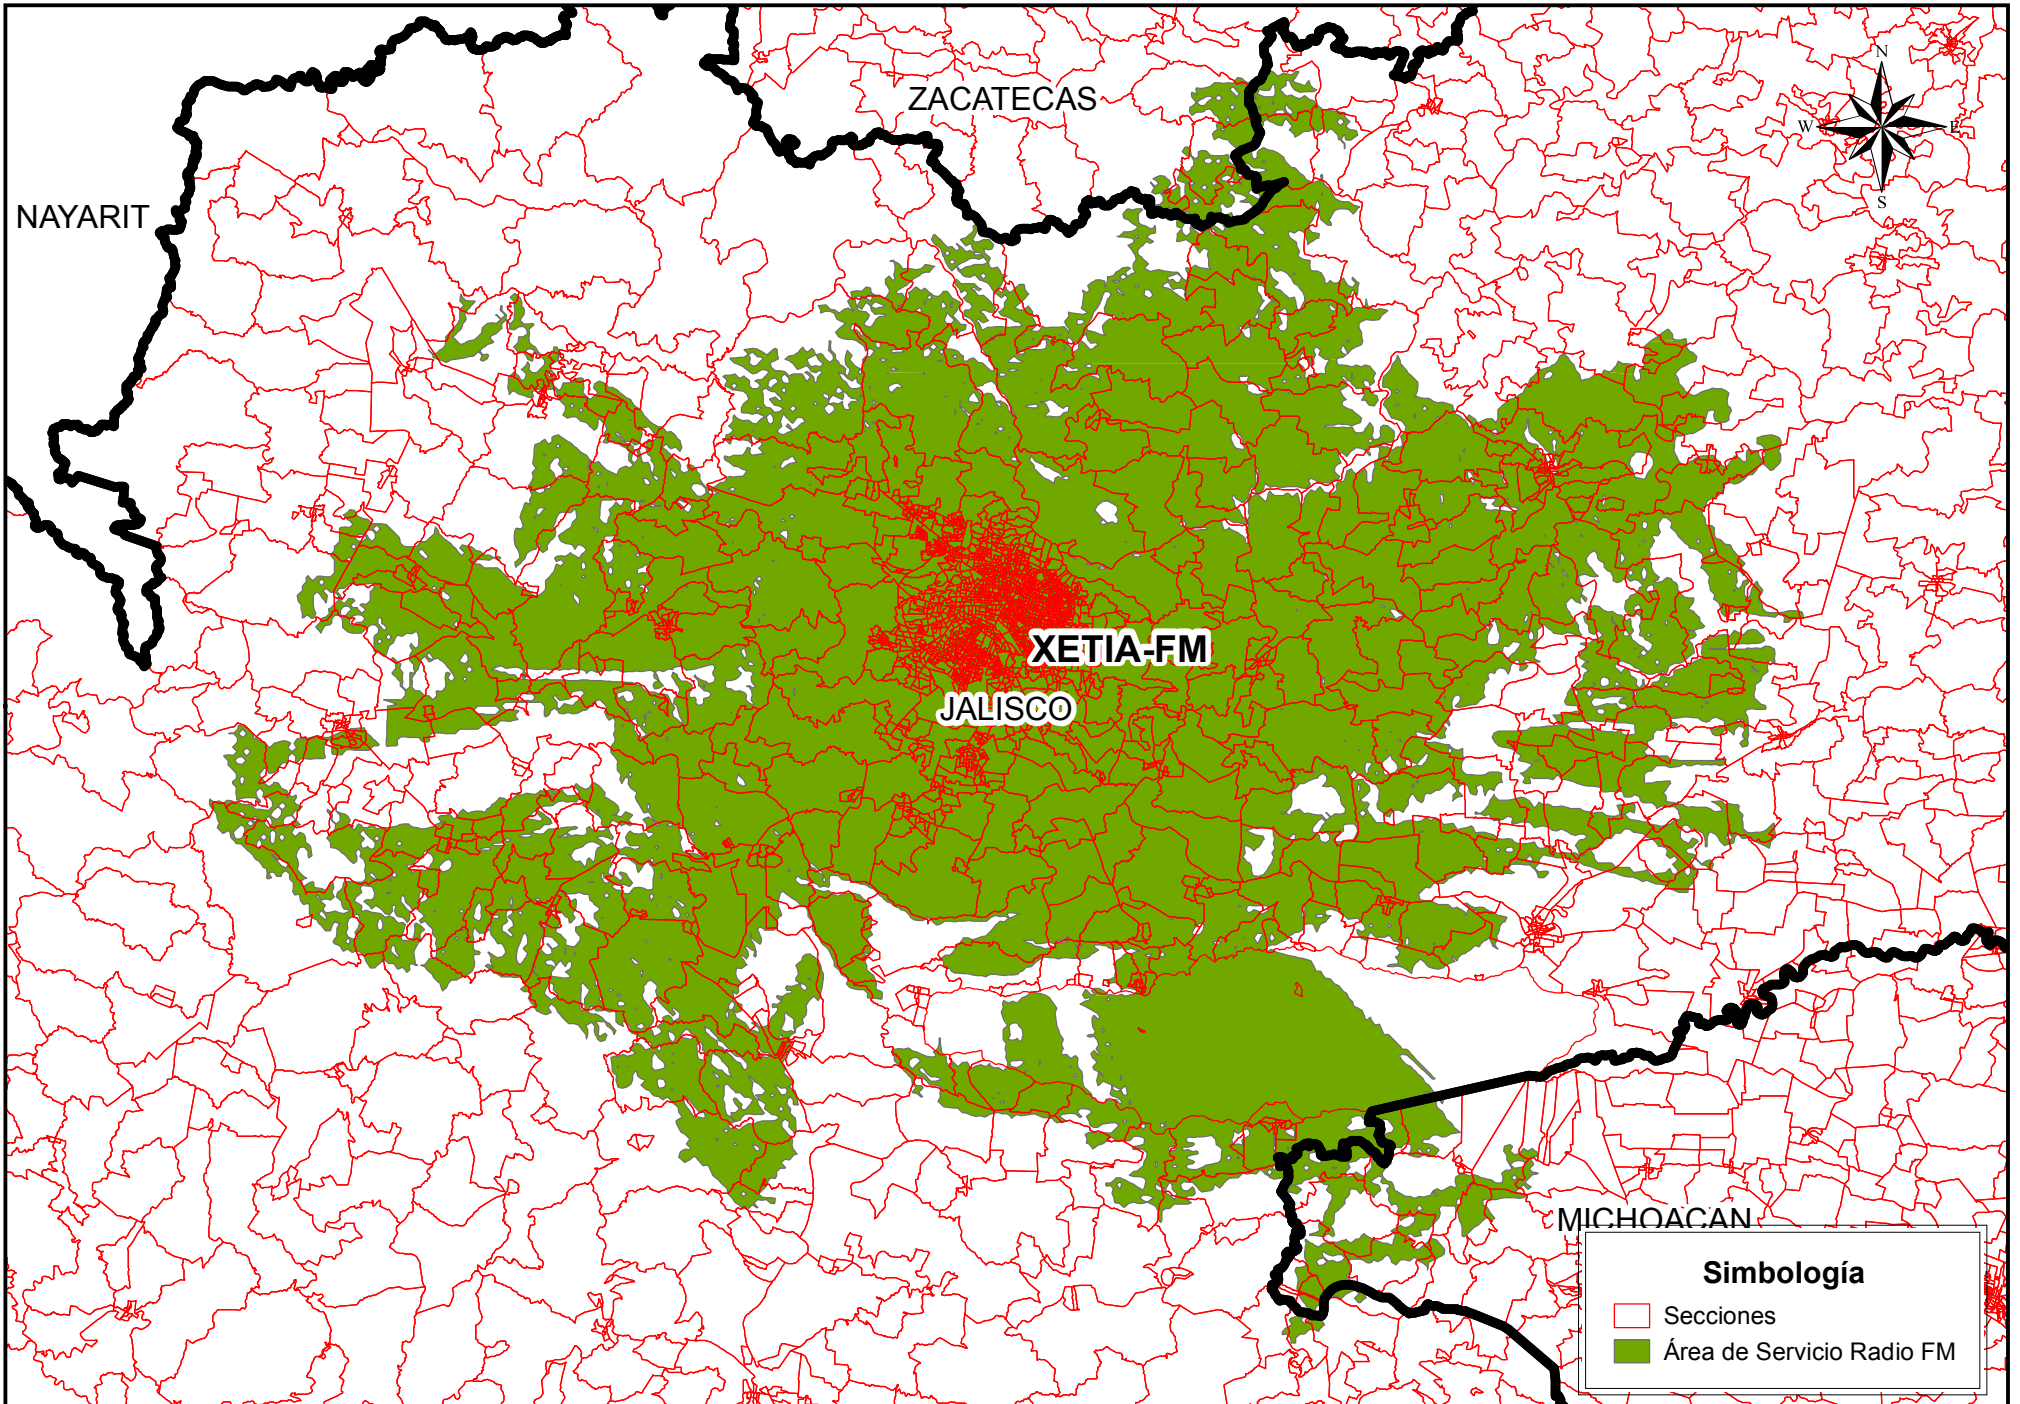 ZACATECAS
N
W
E
S
NAYARIT
XETIA-FM
JALISCO
MICHOACAN
Simbología
Secciones
Área de Servicio Radio FM